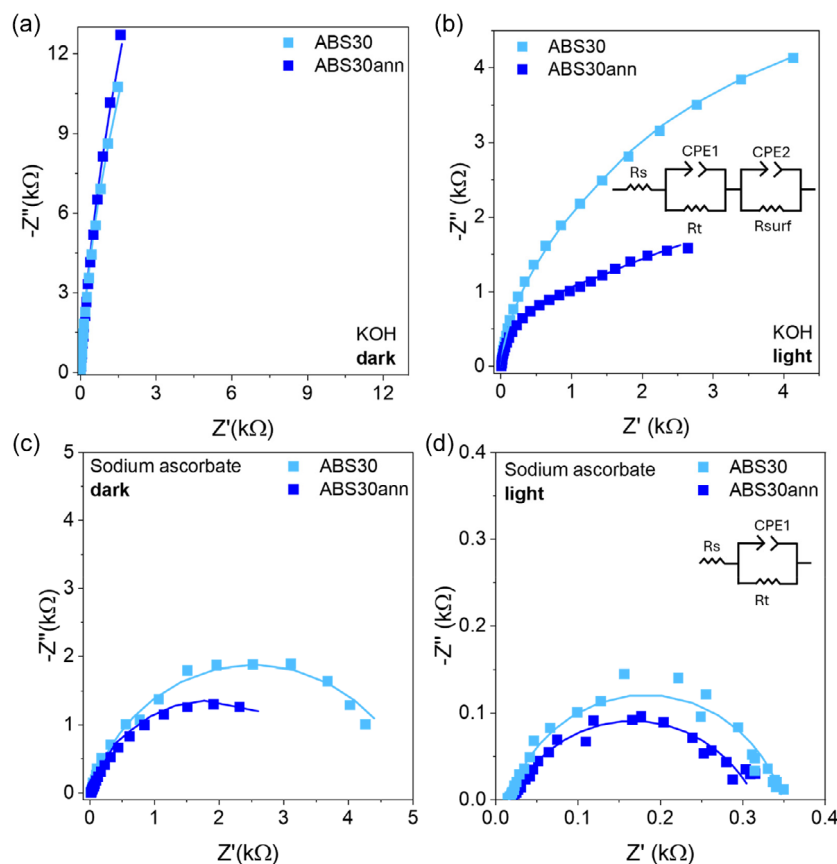 (a)
ABS30
ABS30ann
12
9
6
3
0
-Z''(kΩ)
KOH
dark
0 3 6 9 12
Z'(kΩ)
(b)
ABS30
ABS30ann
5
4
3
2
1
0
-Z'' (kΩ)
CPE1 CPE2
Rs
Rt Rsurf
KOH
light
0 1 2 3 4 5
Z' (kΩ)
(c)
Sodium ascorbate
dark
ABS30
ABS30ann
5
4
3
2
1
0
-Z''(kΩ)
0 1 2 3 4 5
Z'(kΩ)
(d)
Sodium ascorbate
light
ABS30
ABS30ann
0.4
0.3
0.2
0.1
0.0
-Z'' (kΩ)
CPE1
Rs
Rt
0.0 0.1 0.2 0.3 0.4
Z' (kΩ)